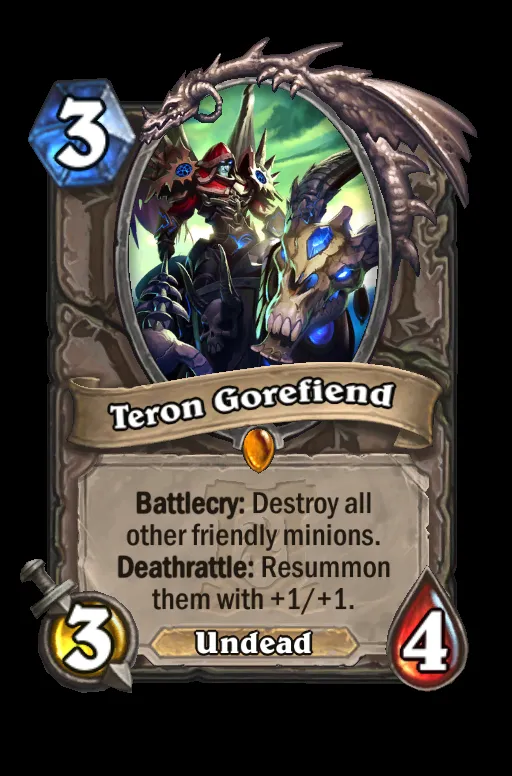 3
Teron Gorefiend
Battlecry: Destroy all
other friendly minions.
Deathrattle: Resummon
them with +1/+1.
3
Undead
4